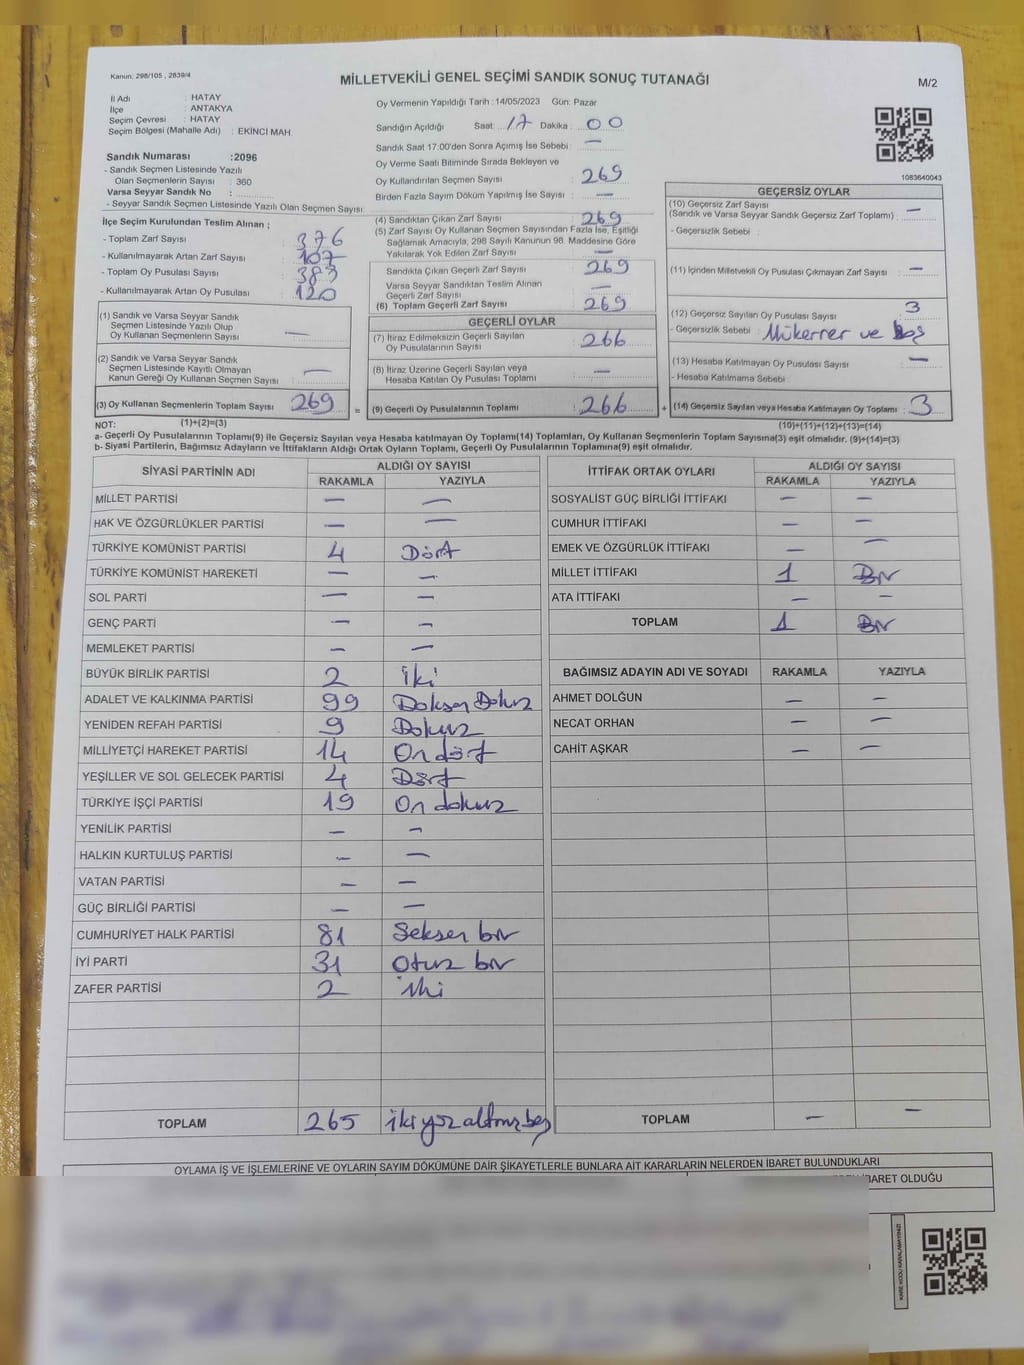 Kanun: 298/105 , 2839/4
MİLLETVEKİLİ GENEL SEÇİMİ SANDIK SONUÇ TUTANAĞI
M/2
İl Adı : HATAY
İlçe : ANTAKYA
Seçim Çevresi : HATAY
Seçim Bölgesi (Mahalle Adı) : EKİNCİ MAH.
Sandık Numarası :2096
- Sandık Seçmen Listesinde Yazılı
Olan Seçmenlerin Sayısı : 360
Varsa Seyyar Sandık No :
- Seyyar Sandık Seçmen Listesinde Yazılı Olan Seçmen Sayısı:
İlçe Seçim Kurulundan Teslim Alınan ;
- Toplam Zarf Sayısı : 376
- Kullanılmayarak Artan Zarf Sayısı : 107
- Toplam Oy Pusulası Sayısı : 383
- Kullanılmayarak Artan Oy Pusulası : 120
(1) Sandık ve Varsa Seyyar Sandık
Seçmen Listesinde Yazılı Olup
Oy Kullanan Seçmenlerin Sayısı : —
(2) Sandık ve Varsa Seyyar Sandık
Seçmen Listesinde Kayıtlı Olmayan
Kanun Gereği Oy Kullanan Seçmen Sayısı : —
(3) Oy Kullanan Seçmenlerin Toplam Sayısı : 269
(1)+(2)=(3)
Oy Vermenin Yapıldığı Tarih : 14/05/2023 Gün: Pazar
Sandığın Açıldığı Saat: 17 Dakika : 00
Sandık Saat 17:00'den Sonra Açımış İse Sebebi : —
Oy Verme Saati Bitiminde Sırada Bekleyen ve
Oy Kullandırılan Seçmen Sayısı : 269
Birden Fazla Sayım Döküm Yapılmış İse Sayısı : —
(4) Sandıktan Çıkan Zarf Sayısı : 269
(5) Zarf Sayısı Oy Kullanan Seçmen Sayısından Fazla İse, Eşitliği
Sağlamak Amacıyla, 298 Sayılı Kanunun 98. Maddesine Göre
Yakılarak Yok Edilen Zarf Sayısı : —
Sandıkta Çıkan Geçerli Zarf Sayısı : 269
Varsa Seyyar Sandıktan Teslim Alınan
Geçerli Zarf Sayısı : —
(6) Toplam Geçerli Zarf Sayısı : 269
GEÇERLİ OYLAR
(7) İtiraz Edilmeksizin Geçerli Sayılan
Oy Pusulalarının Sayısı : 266
(8) İtiraz Üzerine Geçerli Sayılan veya
Hesaba Katılan Oy Pusulası Toplamı : —
= (9) Geçerli Oy Pusulalarının Toplamı : 266 +
1083640043
GEÇERSİZ OYLAR
(10) Geçersiz Zarf Sayısı
(Sandık ve Varsa Seyyar Sandık Geçersiz Zarf Toplamı) : —
- Geçersizlik Sebebi :
(11) İçinden Milletvekili Oy Pusulası Çıkmayan Zarf Sayısı : —
(12) Geçersiz Sayılan Oy Pusulası Sayısı : 3
- Geçersizlik Sebebi : Mükerrer ve boş
(13) Hesaba Katılmayan Oy Pusulası Sayısı : —
- Hesaba Katılmama Sebebi :
(14) Geçersiz Sayılan veya Hesaba Katılmayan Oy Toplamı : 3
(10)+(11)+(12)+(13)=(14)
NOT:
a- Geçerli Oy Pusulalarının Toplamı(9) ile Geçersiz Sayılan veya Hesaba katılmayan Oy Toplamı(14) Toplamları, Oy Kullanan Seçmenlerin Toplam Sayısına(3) eşit olmalıdır. (9)+(14)=(3)
b- Siyasi Partilerin, Bağımsız Adayların ve İttifakların Aldığı Ortak Oyların Toplamı, Geçerli Oy Pusulalarının Toplamına(9) eşit olmalıdır.
SİYASİ PARTİNİN ADI ALDIĞI OY SAYISI
RAKAMLA YAZIYLA
MİLLET PARTİSİ — —
HAK VE ÖZGÜRLÜKLER PARTİSİ — —
TÜRKİYE KOMÜNİST PARTİSİ 4 Dört
TÜRKİYE KOMÜNİST HAREKETİ — —
SOL PARTİ — —
GENÇ PARTİ — —
MEMLEKET PARTİSİ — —
BÜYÜK BİRLİK PARTİSİ 2 iki
ADALET VE KALKINMA PARTİSİ 99 Doksan Dokuz
YENİDEN REFAH PARTİSİ 9 Dokuz
MİLLİYETÇİ HAREKET PARTİSİ 14 On dört
YEŞİLLER VE SOL GELECEK PARTİSİ 4 Dört
TÜRKİYE İŞÇİ PARTİSİ 19 On dokuz
YENİLİK PARTİSİ — —
HALKIN KURTULUŞ PARTİSİ — —
VATAN PARTİSİ — —
GÜÇ BİRLİĞİ PARTİSİ — —
CUMHURİYET HALK PARTİSİ 81 Seksen bir
İYİ PARTİ 31 Otuz bir
ZAFER PARTİSİ 2 iki
TOPLAM 265 iki yüz altmış beş
İTTİFAK ORTAK OYLARI ALDIĞI OY SAYISI
RAKAMLA YAZIYLA
SOSYALİST GÜÇ BİRLİĞİ İTTİFAKI — —
CUMHUR İTTİFAKI — —
EMEK VE ÖZGÜRLÜK İTTİFAKI — —
MİLLET İTTİFAKI 1 Bir
ATA İTTİFAKI — —
TOPLAM 1 Bir
BAĞIMSIZ ADAYIN ADI VE SOYADI RAKAMLA YAZIYLA
AHMET DOLĞUN — —
NECAT ORHAN — —
CAHİT AŞKAR — —
TOPLAM — —
OYLAMA İŞ VE İŞLEMLERİNE VE OYLARIN SAYIM DÖKÜMÜNE DAİR ŞİKAYETLERLE BUNLARA AİT KARARLARIN NELERDEN İBARET BULUNDUKLARI
İBARET OLDUĞU
KARE KODU KARALAMAYINIZ!